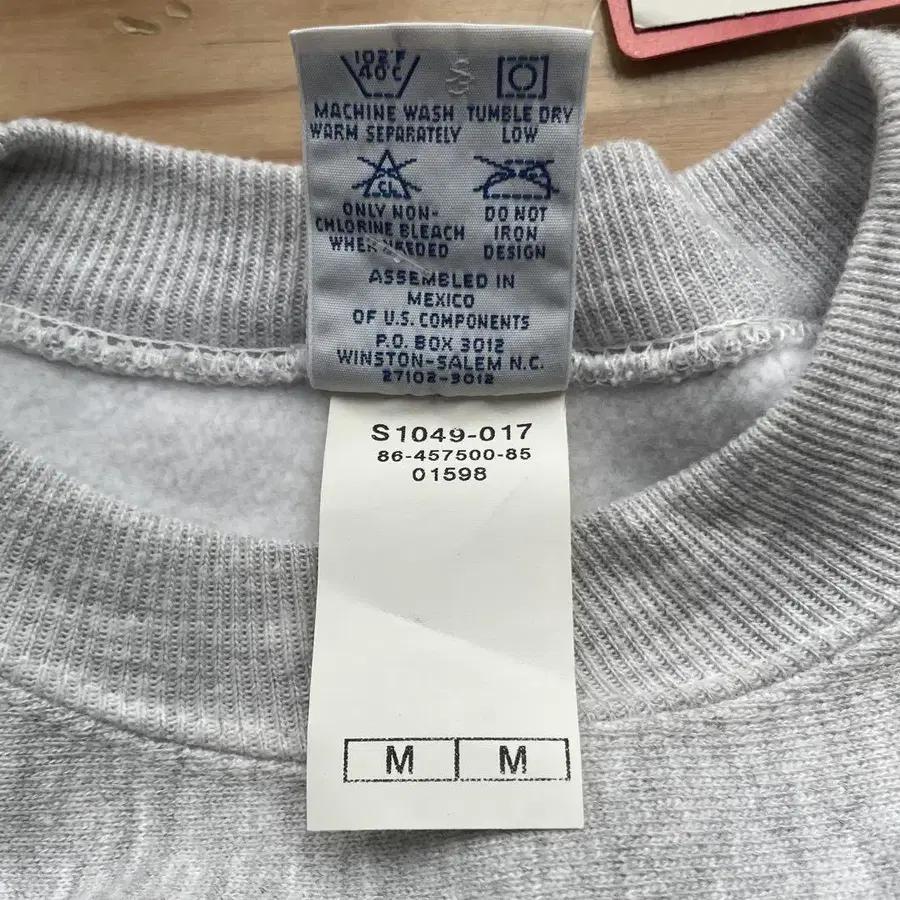 102°F
40°C
MACHINE WASH
WARM SEPARATELY
TUMBLE DRY
LOW
CL
ONLY NON-
CHLORINE BLEACH
WHEN NEEDED
DO NOT
IRON
DESIGN
ASSEMBLED IN
MEXICO
OF U.S. COMPONENTS
P.O. BOX 3012
WINSTON-SALEM N.C.
27102-3012
S1049-017
86-457500-85
01598
M M